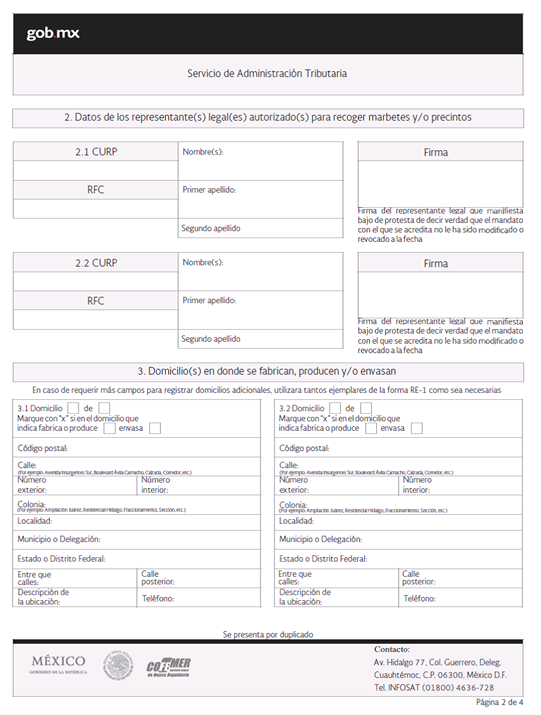 gob.mx
Servicio de Administración Tributaria
2. Datos de los representante(s) legal(es) autorizado(s) para recoger marbetes y/o precintos
2.1 CURP
Nombre(s):
Firma
RFC
Primer apellido:
Segundo apellido
Firma del representante legal que manifiesta
bajo de protesta de decir verdad que el mandato
con el que se acredita no le ha sido modificado o
revocado a la fecha
2.2 CURP
Nombre(s):
Firma
RFC
Primer apellido:
Segundo apellido
Firma del representante legal que manifiesta
bajo de protesta de decir verdad que el mandato
con el que se acredita no le ha sido modificado o
revocado a la fecha
3. Domicilio(s) en donde se fabrican, producen y/o envasan
En caso de requerir más campos para registrar domicilios adicionales, utilizara tantos ejemplares de la forma RE-1 como sea necesarias
3.1 Domicilio de
Marque con "x" si en el domicilio que
indica fabrica o produce envasa
Código postal:
Calle:
(Por ejemplo: Avenida Insurgentes Sur, Boulevard Ávila Camacho, Calzada, Corredor, etc.)
Número exterior:
Número interior:
Colonia:
(Por ejemplo: Ampliación Juárez, Residencial Hidalgo, Fraccionamiento, Sección, etc.)
Localidad:
Municipio o Delegación:
Estado o Distrito Federal:
Entre que calles:
Calle posterior:
Descripción de la ubicación:
Teléfono:
3.2 Domicilio de
Marque con "x" si en el domicilio que
indica fabrica o produce envasa
Código postal:
Calle:
(Por ejemplo: Avenida Insurgentes Sur, Boulevard Ávila Camacho, Calzada, Corredor, etc.)
Número exterior:
Número interior:
Colonia:
(Por ejemplo: Ampliación Juárez, Residencial Hidalgo, Fraccionamiento, Sección, etc.)
Localidad:
Municipio o Delegación:
Estado o Distrito Federal:
Entre que calles:
Calle posterior:
Descripción de la ubicación:
Teléfono:
Se presenta por duplicado
MÉXICO
GOBIERNO DE LA REPÚBLICA
COFEMER
de Mejora Regulatoria
Contacto:
Av. Hidalgo 77, Col. Guerrero, Deleg.
Cuauhtémoc, C.P. 06300, México D.F.
Tel. INFOSAT (01800) 4636-728
Página 2 de 4